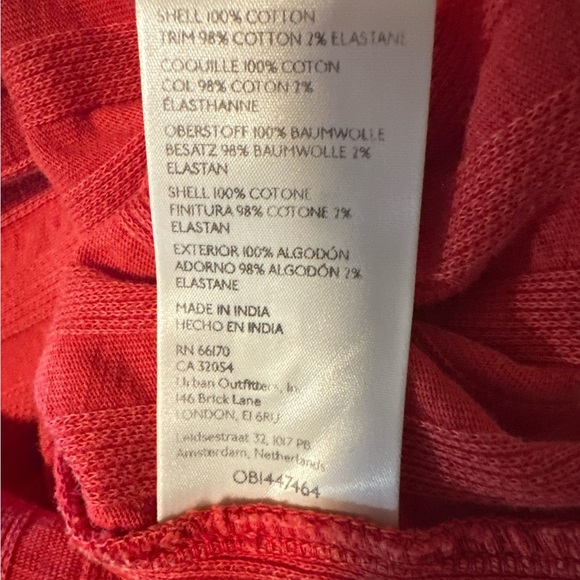 SHELL 100% COTTON
TRIM 98% COTTON 2% ELASTANE
COQUILLE 100% COTON
COL 98% COTON 2%
ÉLASTHANNE
OBERSTOFF 100% BAUMWOLLE
BESATZ 98% BAUMWOLLE 2%
ELASTAN
SHELL 100% COTONE
FINITURA 98% COTONE 2%
ELASTAN
EXTERIOR 100% ALGODÓN
ADORNO 98% ALGODÓN 2%
ELASTANE
MADE IN INDIA
HECHO EN INDIA
RN 66170
CA 32054
Urban Outfitters, Inc
146 Brick Lane
LONDON, E1 6RU
Leidsestraat 32, 1017 PB
Amsterdam, Netherlands
OB1447464